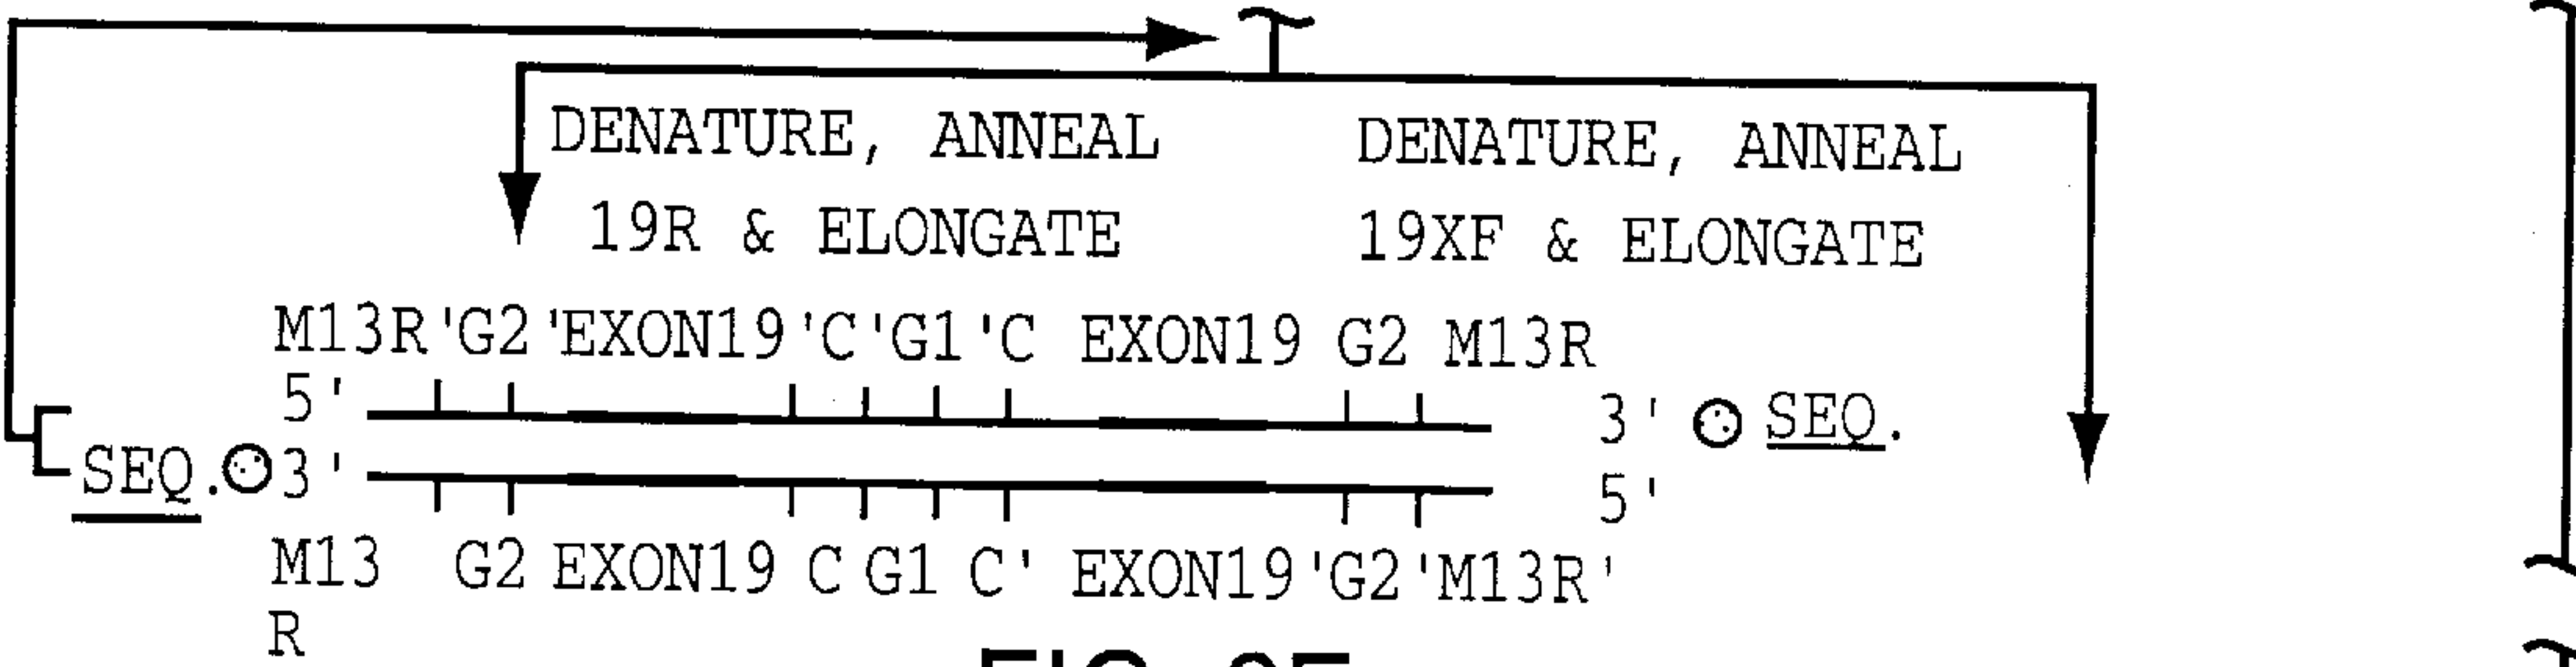 DENATURE, ANNEAL
19R & ELONGATE
DENATURE, ANNEAL
19XF & ELONGATE
M13R'G2'EXON19'C'G1'C EXON19 G2 M13R
5'
3' SEQ.
SEQ. 3'
5'
M13 G2 EXON19 C G1 C' EXON19'G2'M13R'
R